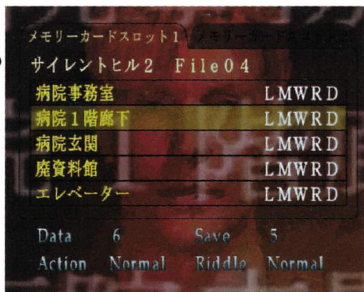 メモリーカードスロット1
サイレントヒル2 File04
病院事務室 LMWRD
病院1階廊下 LMWRD
病院玄関 LMWRD
廃資料館 LMWRD
エレベーター LMWRD
Data 6 Save 5
Action Normal Riddle Normal